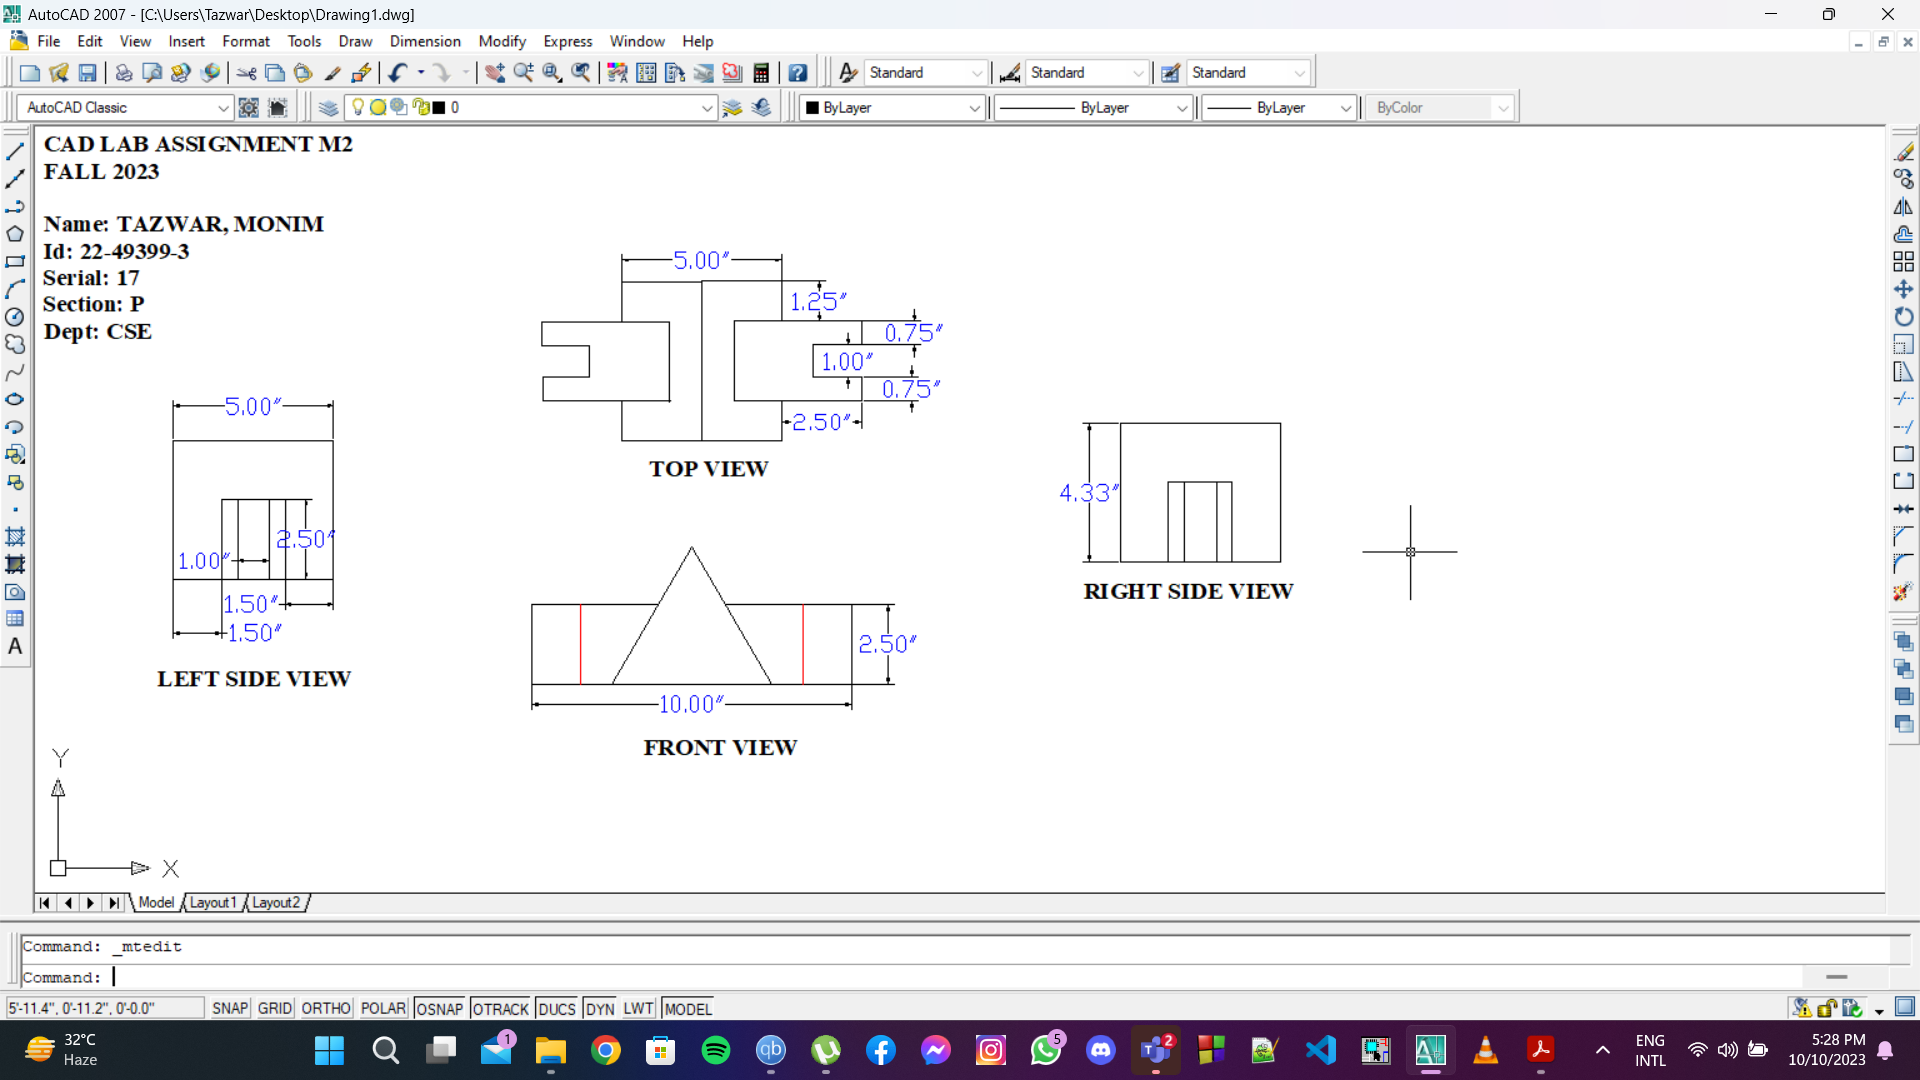 AutoCAD 2007 - [C:\Users\Tazwar\Desktop\Drawing1.dwg]
File Edit View Insert Format Tools Draw Dimension Modify Express Window Help
Standard Standard Standard
AutoCAD Classic 0 ByLayer ByLayer ByLayer ByColor
CAD LAB ASSIGNMENT M2
FALL 2023
Name: TAZWAR, MONIM
Id: 22-49399-3
Serial: 17
Section: P
Dept: CSE
5.00"
1.25"
0.75"
1.00"
0.75"
2.50"
TOP VIEW
5.00"
2.50"
1.00"
1.50"
1.50"
LEFT SIDE VIEW
4.33"
RIGHT SIDE VIEW
2.50"
10.00"
FRONT VIEW
Y
X
A
Model Layout1 Layout2
Command: _mtedit
Command:
5'-11.4", 0'-11.2", 0'-0.0" SNAP GRID ORTHO POLAR OSNAP OTRACK DUCS DYN LWT MODEL
32°C
Haze
1
qb
5
2
ENG
INTL
5:28 PM
10/10/2023